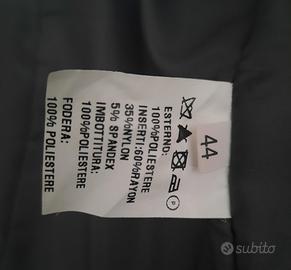 44
P
ESTERNO:
100%POLIESTERE
INSERTI:60%RAYON
35%NYLON
5% SPANDEX
IMBOTTITURA:
100%POLIESTERE
FODERA:
100% POLIESTERE
subito